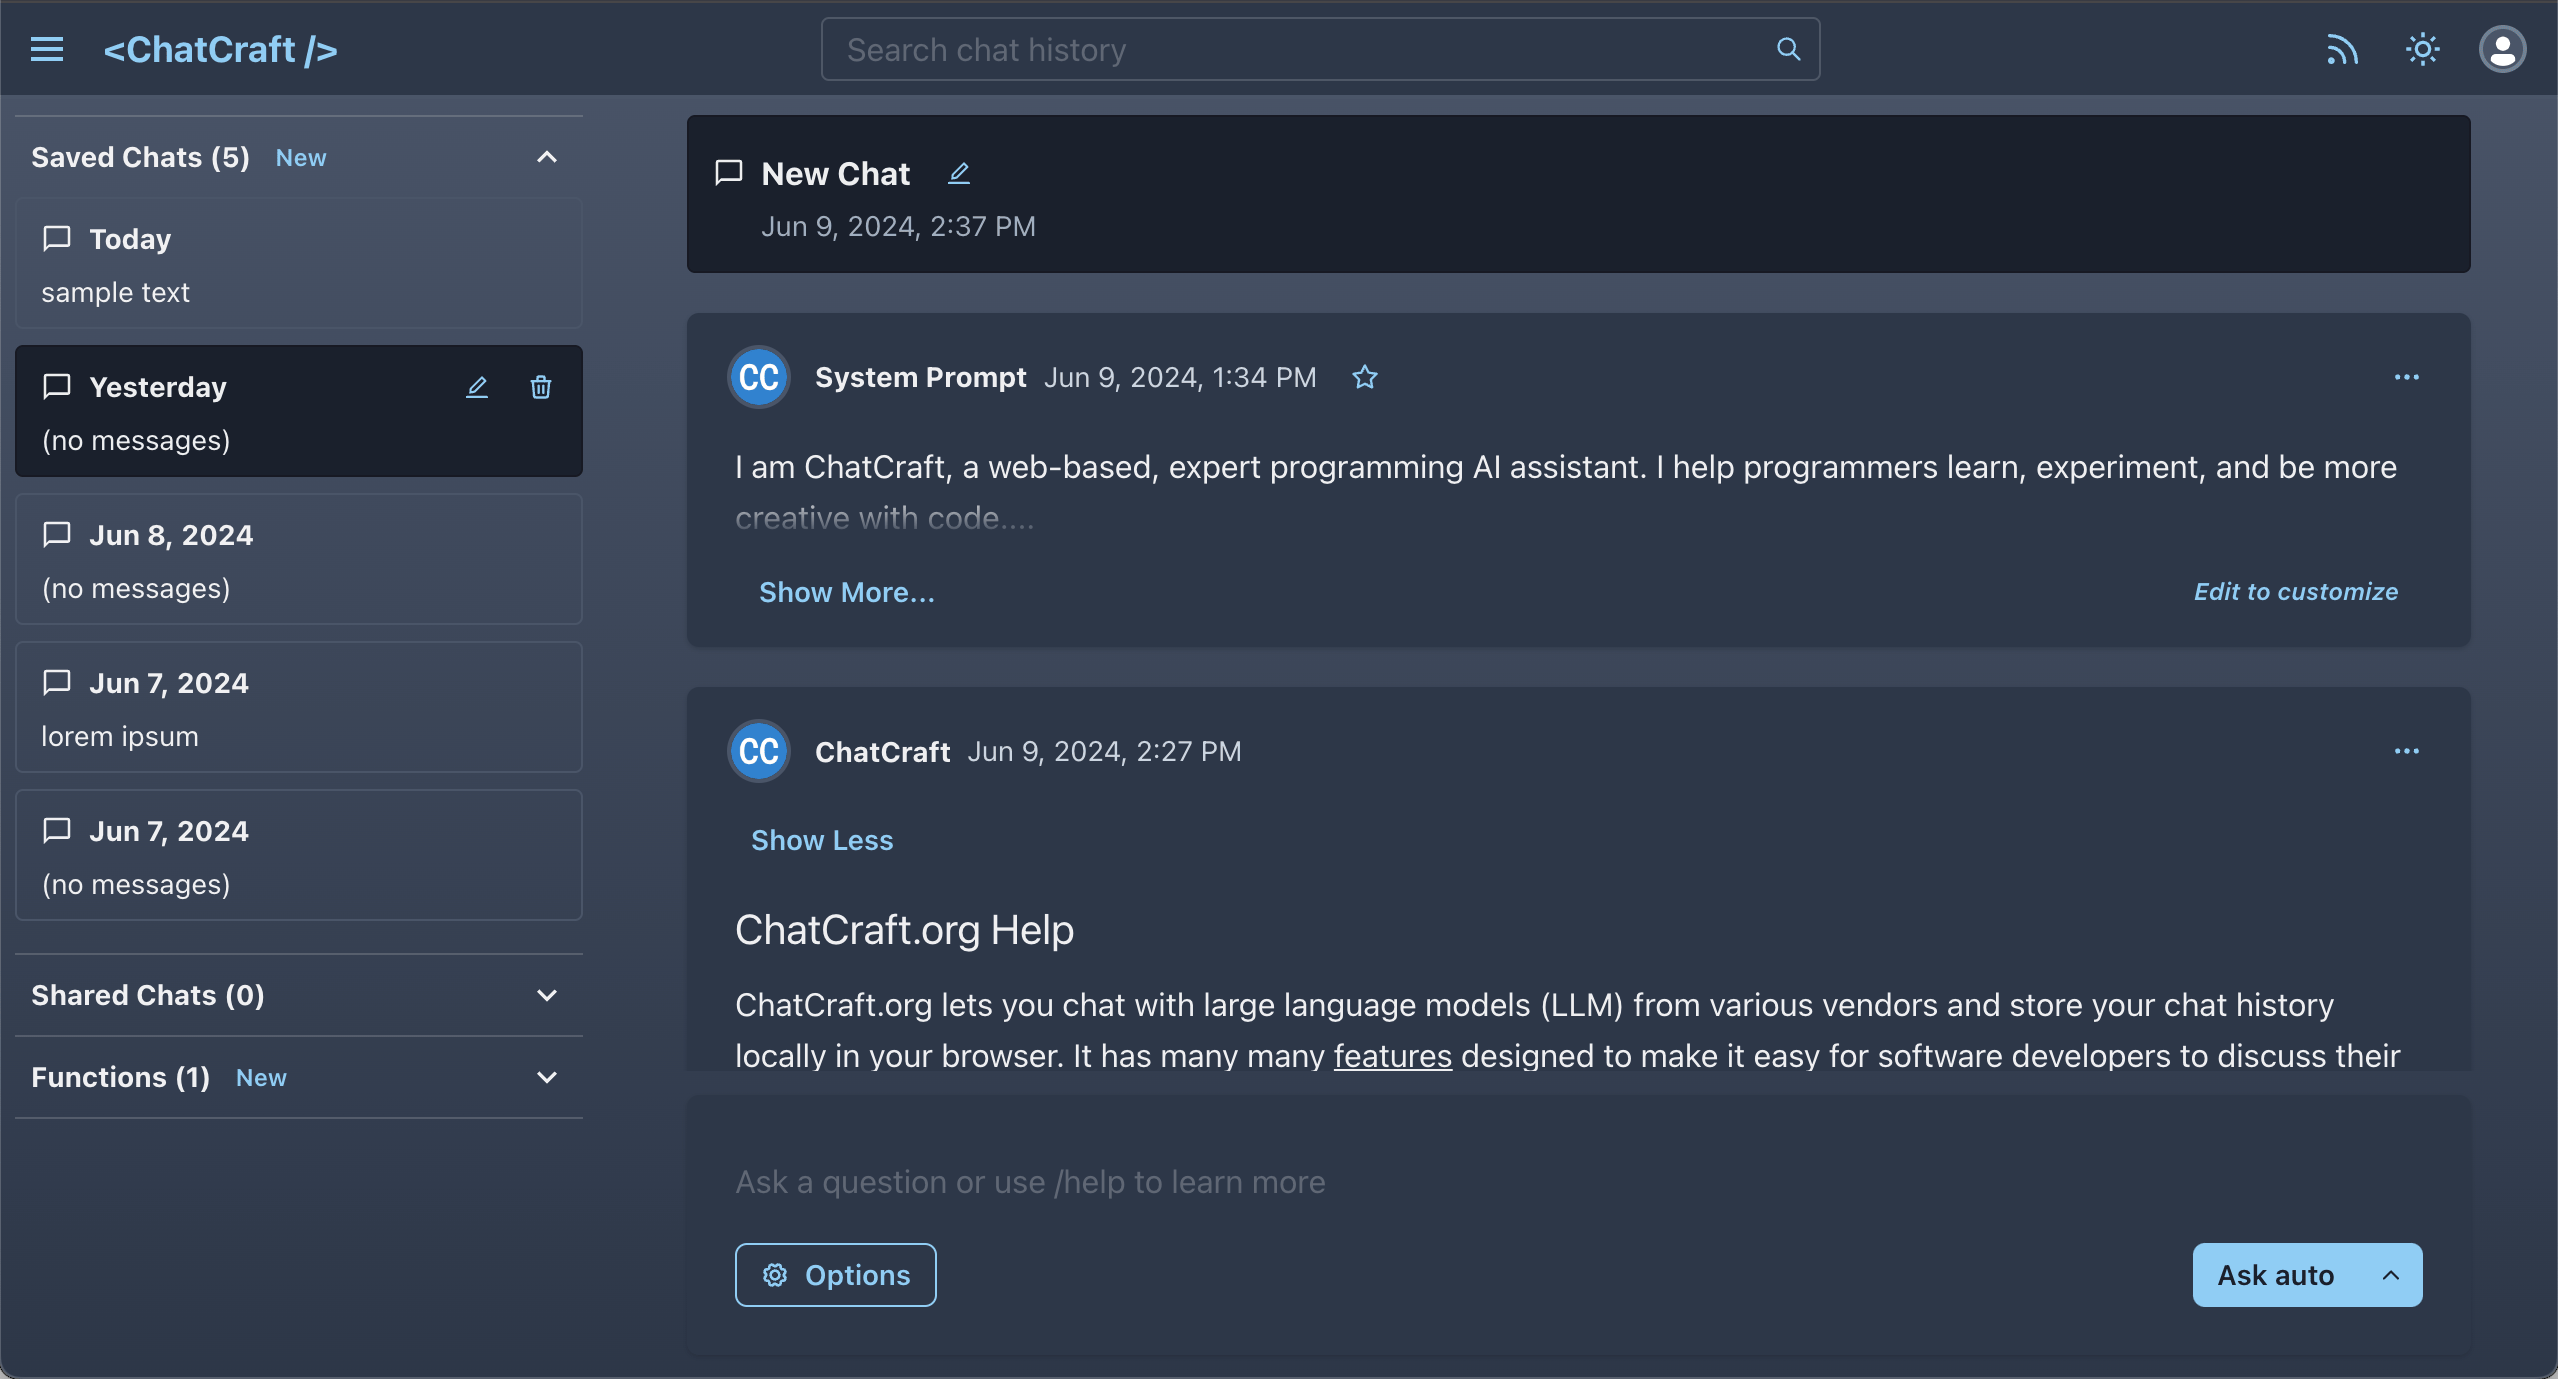 <ChatCraft />
Search chat history
Saved Chats (5) New
Today
sample text
Yesterday
(no messages)
Jun 8, 2024
(no messages)
Jun 7, 2024
lorem ipsum
Jun 7, 2024
(no messages)
Shared Chats (0)
Functions (1) New
New Chat
Jun 9, 2024, 2:37 PM
CC System Prompt Jun 9, 2024, 1:34 PM
I am ChatCraft, a web-based, expert programming AI assistant. I help programmers learn, experiment, and be more
creative with code....
Show More... Edit to customize
CC ChatCraft Jun 9, 2024, 2:27 PM
Show Less
ChatCraft.org Help
ChatCraft.org lets you chat with large language models (LLM) from various vendors and store your chat history
locally in your browser. It has many many features designed to make it easy for software developers to discuss their
Ask a question or use /help to learn more
Options Ask auto